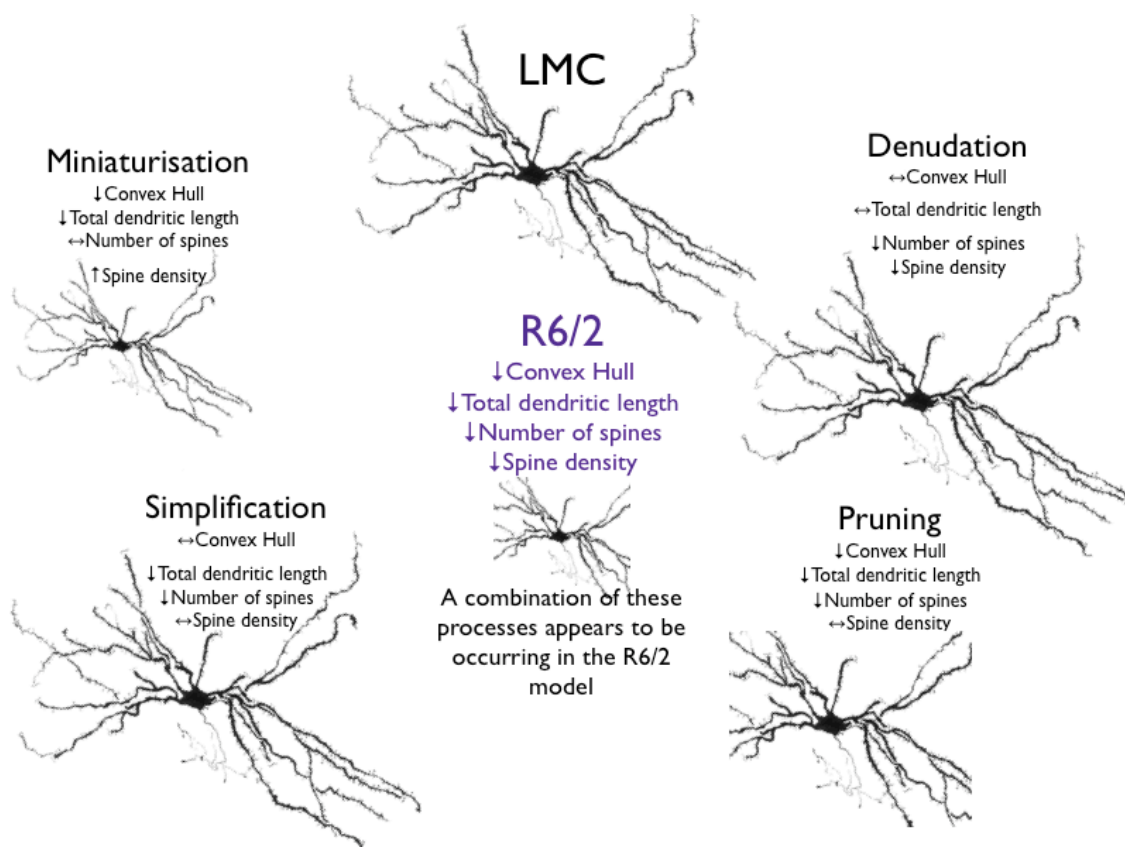 LMC
Miniaturisation
↓Convex Hull
↓Total dendritic length
↔Number of spines
↑Spine density
Denudation
↔Convex Hull
↔Total dendritic length
↓Number of spines
↓Spine density
R6/2
↓Convex Hull
↓Total dendritic length
↓Number of spines
↓Spine density
A combination of these
processes appears to be
occurring in the R6/2
model
Simplification
↔Convex Hull
↓Total dendritic length
↓Number of spines
↔Spine density
Pruning
↓Convex Hull
↓Total dendritic length
↓Number of spines
↔Spine density